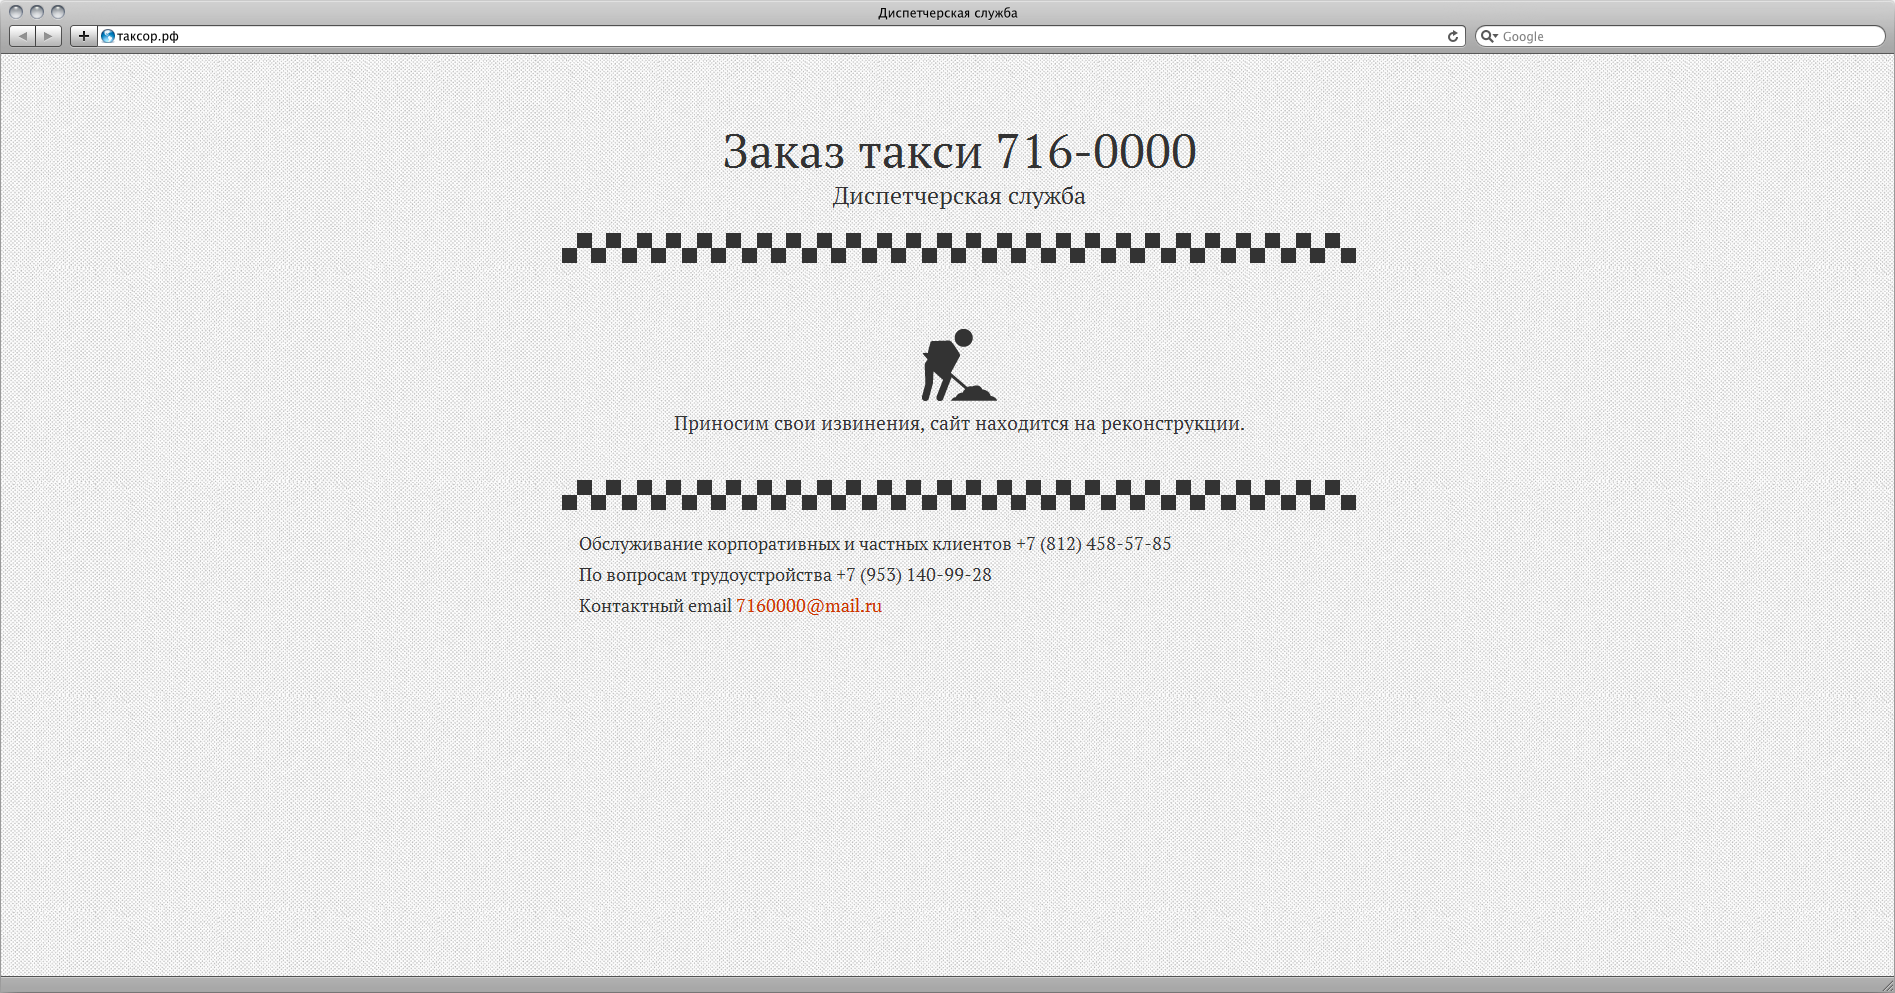 Диспетчерская служба
таксор.рф
Google
Заказ такси 716-0000
Диспетчерская служба
Приносим свои извинения, сайт находится на реконструкции.
Обслуживание корпоративных и частных клиентов +7 (812) 458-57-85
По вопросам трудоустройства +7 (953) 140-99-28
Контактный email 7160000@mail.ru